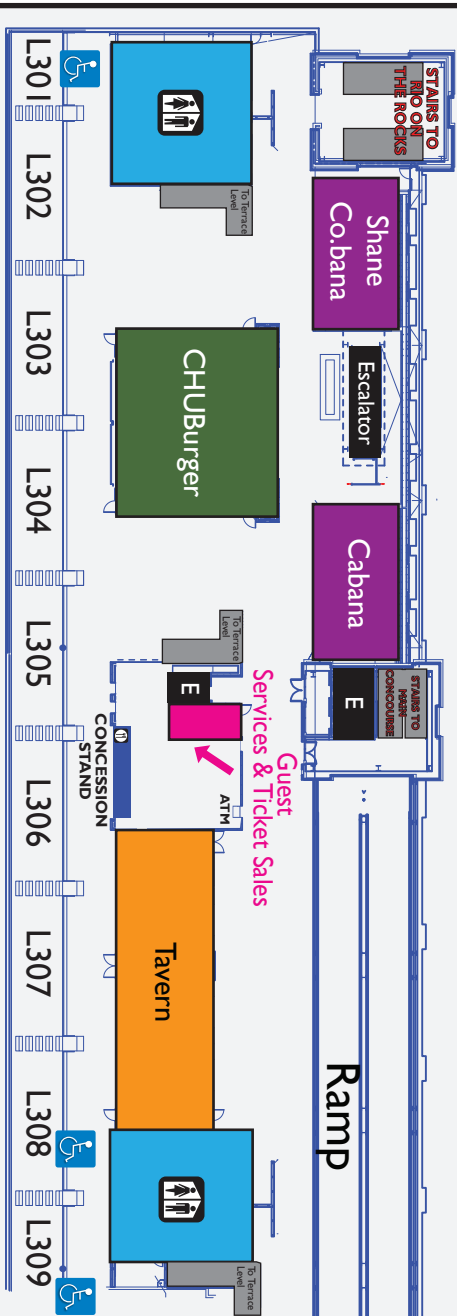 STAIRS TO
RIO ON
THE ROCKS
Shane
Co.bana
Escalator
Cabana
STAIRS TO
MAIN
CONCOURSE
E
Ramp
To Terrace
Level
CHUBurger
To Terrace
Level
E
Guest
Services & Ticket Sales
ATM
CONCESSION
STAND
Tavern
To Terrace
Level
L301
L302
L303
L304
L305
L306
L307
L308
L309